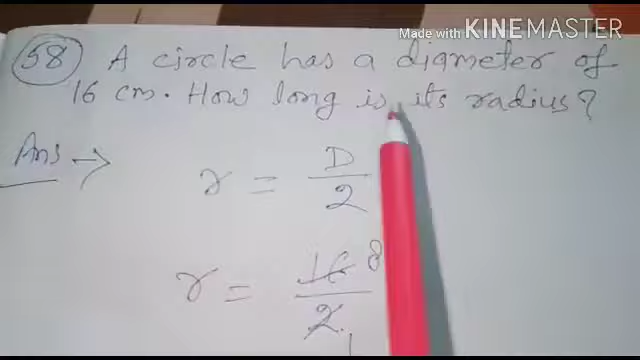 Made with KINEMASTER
58 A circle has a diameter of
16 cm. How long is its radius?
Ans →
r = D/2
r = 16/2 8
1